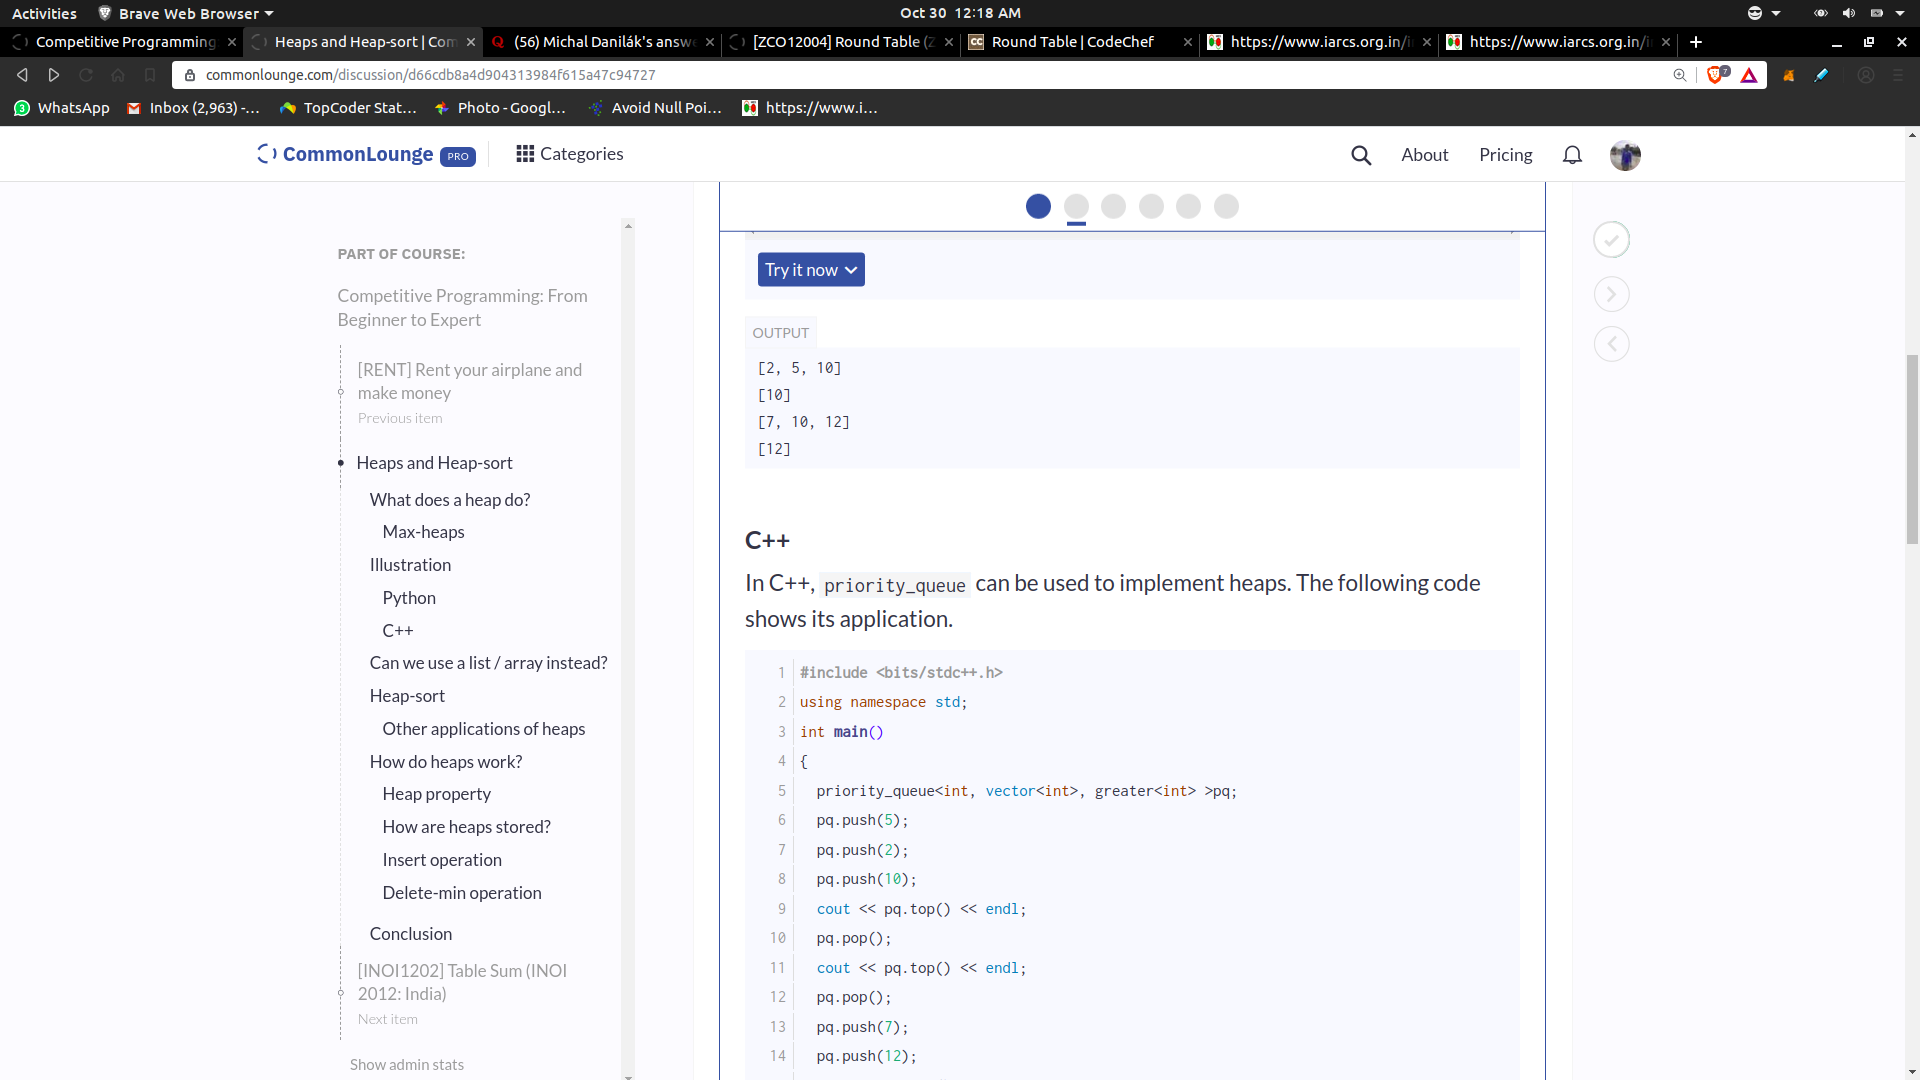 Activities Brave Web Browser Oct 30 12:18 AM
Competitive Programming Heaps and Heap-sort | Com (56) Michal Danilák's answ [ZCO12004] Round Table (Z Round Table | CodeChef https://www.iarcs.org.in/i https://www.iarcs.org.in/i
commonlounge.com/discussion/d66cdb8a4d904313984f615a47c94727 7
WhatsApp Inbox (2,963) -… TopCoder Stat… Photo - Googl… Avoid Null Poi… https://www.i…
CommonLounge PRO Categories About Pricing
PART OF COURSE:
Competitive Programming: From
Beginner to Expert
[RENT] Rent your airplane and
make money
Previous item
Heaps and Heap-sort
What does a heap do?
Max-heaps
Illustration
Python
C++
Can we use a list / array instead?
Heap-sort
Other applications of heaps
How do heaps work?
Heap property
How are heaps stored?
Insert operation
Delete-min operation
Conclusion
[INOI1202] Table Sum (INOI
2012: India)
Next item
Show admin stats
Try it now
OUTPUT
[2, 5, 10]
[10]
[7, 10, 12]
[12]
C++
In C++, priority_queue can be used to implement heaps. The following code
shows its application.
1 #include <bits/stdc++.h>
2 using namespace std;
3 int main()
4 {
5 priority_queue<int, vector<int>, greater<int> >pq;
6 pq.push(5);
7 pq.push(2);
8 pq.push(10);
9 cout << pq.top() << endl;
10 pq.pop();
11 cout << pq.top() << endl;
12 pq.pop();
13 pq.push(7);
14 pq.push(12);